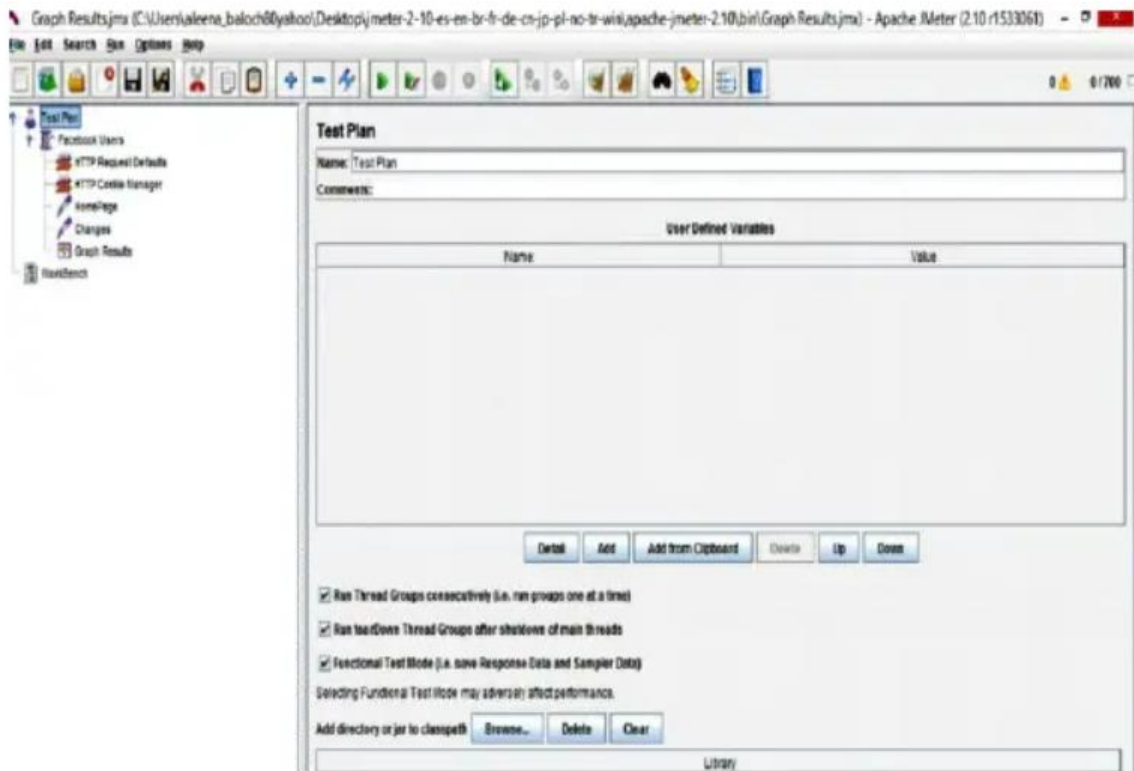 Graph Results.jmx (C:\Users\aleena_baloch80yahoo\Desktop\jmeter-2-10-es-en-br-fr-de-cn-jp-pl-no-tr-win\apache-jmeter-2.10\bin\Graph Results.jmx) - Apache JMeter (2.10 r1533061)
File Edit Search Run Options Help
0 0/700
Test Plan
Facebook Users
HTTP Request Defaults
HTTP Cookie Manager
HomePage
Changes
Graph Results
WorkBench
Test Plan
Name: Test Plan
Comments:
User Defined Variables
Name: Value
Detail Add Add from Clipboard Delete Up Down
Run Thread Groups consecutively (i.e. run groups one at a time)
Run tearDown Thread Groups after shutdown of main threads
Functional Test Mode (i.e. save Response Data and Sampler Data)
Selecting Functional Test Mode may adversely affect performance.
Add directory or jar to classpath Browse... Delete Clear
Library